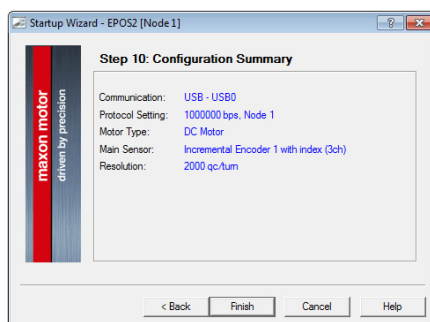 Startup Wizard - EPOS2 [Node 1]
Step 10: Configuration Summary
maxon motor
driven by precision
Communication: USB - USB0
Protocol Setting: 1000000 bps, Node 1
Motor Type: DC Motor
Main Sensor: Incremental Encoder 1 with index (3ch)
Resolution: 2000 qc/turn
< Back Finish Cancel Help